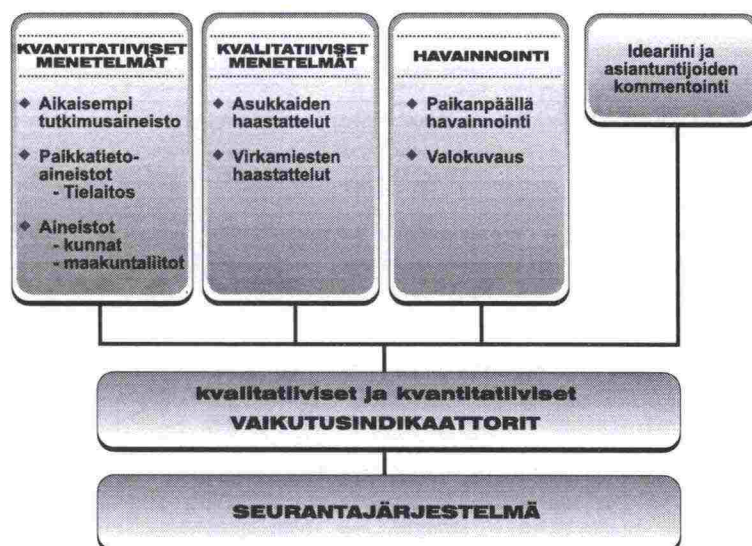 KVANTITATIIVISET
MENETELMÄT
◆ Aikaisempi
tutkimusaineisto
◆ Paikkatieto-
aineistot
- Tielaitos
◆ Aineistot
- kunnat
- maakuntaliitot
KVALITATIIVISET
MENETELMÄT
◆ Asukkaiden
haastattelut
◆ Virkamiesten
haastattelut
HAVAINNOINTI
◆ Paikanpäällä
havainnointi
◆ Valokuvaus
Ideariihi ja
asiantuntijoiden
kommentointi
kvalitatiiviset ja kvantitatiiviset
VAIKUTUSINDIKAATTORIT
SEURANTAJÄRJESTELMÄ